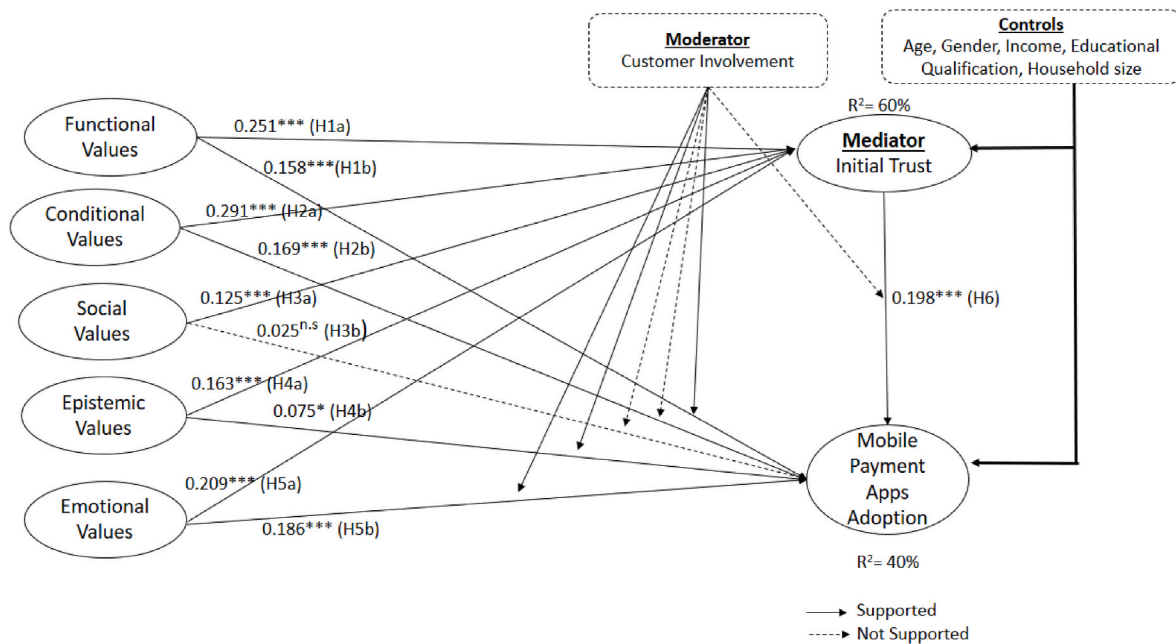 Moderator
Customer Involvement
Controls
Age, Gender, Income, Educational
Qualification, Household size
R²= 60%
Mediator
Initial Trust
Functional
Values
0.251*** (H1a)
0.158***(H1b)
Conditional
Values
0.291*** (H2a)
0.169*** (H2b)
Social
Values
0.125*** (H3a)
0.025ⁿ·ˢ (H3b)
0.198*** (H6)
Epistemic
Values
0.163*** (H4a)
0.075* (H4b)
Emotional
Values
0.209*** (H5a)
0.186*** (H5b)
Mobile
Payment
Apps
Adoption
R²= 40%
Supported
Not Supported